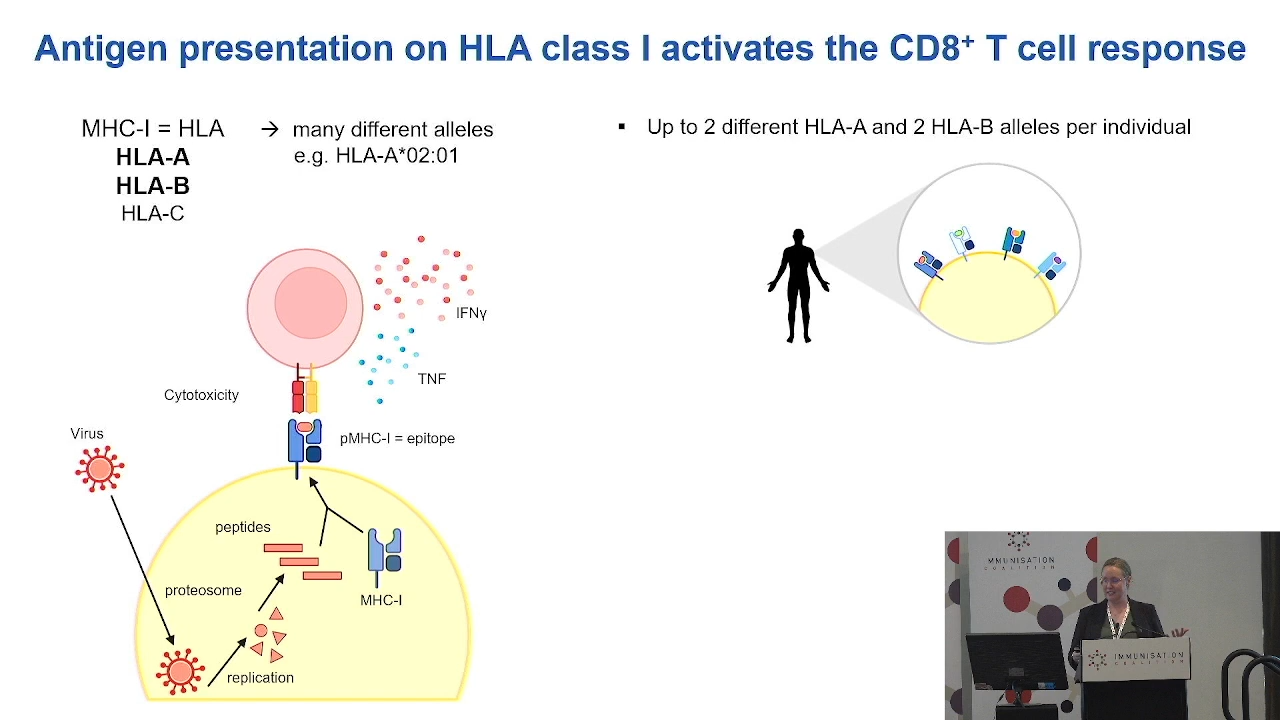 Antigen presentation on HLA class I activates the CD8⁺ T cell response
MHC-I = HLA → many different alleles
HLA-A e.g. HLA-A*02:01
HLA-B
HLA-C
▪ Up to 2 different HLA-A and 2 HLA-B alleles per individual
IFNγ
TNF
Cytotoxicity
pMHC-I = epitope
Virus
peptides
proteosome
MHC-I
replication
MMUNISATION
COALITION
IMMUNISATION
COALITION